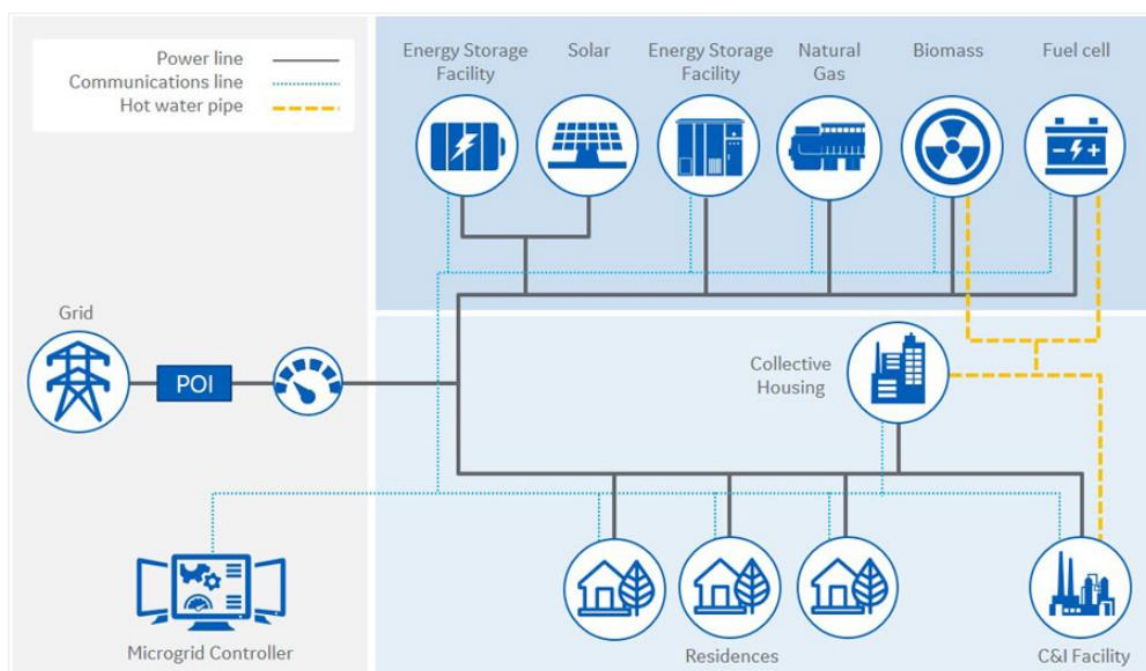 Power line
Communications line
Hot water pipe
Energy Storage
Facility
Solar
Energy Storage
Facility
Natural
Gas
Biomass
Fuel cell
Grid
POI
Collective
Housing
Microgrid Controller
Residences
C&I Facility